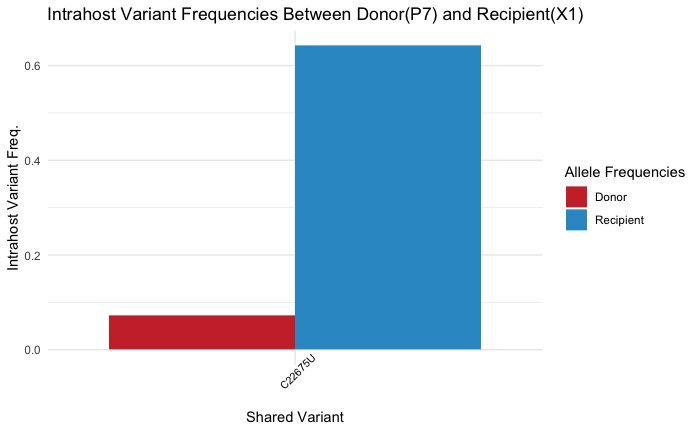 Intrahost Variant Frequencies Between Donor(P7) and Recipient(X1)
Intrahost Variant Freq.
0.6
0.4
0.2
0.0
C22675U
Shared Variant
Allele Frequencies
Donor
Recipient